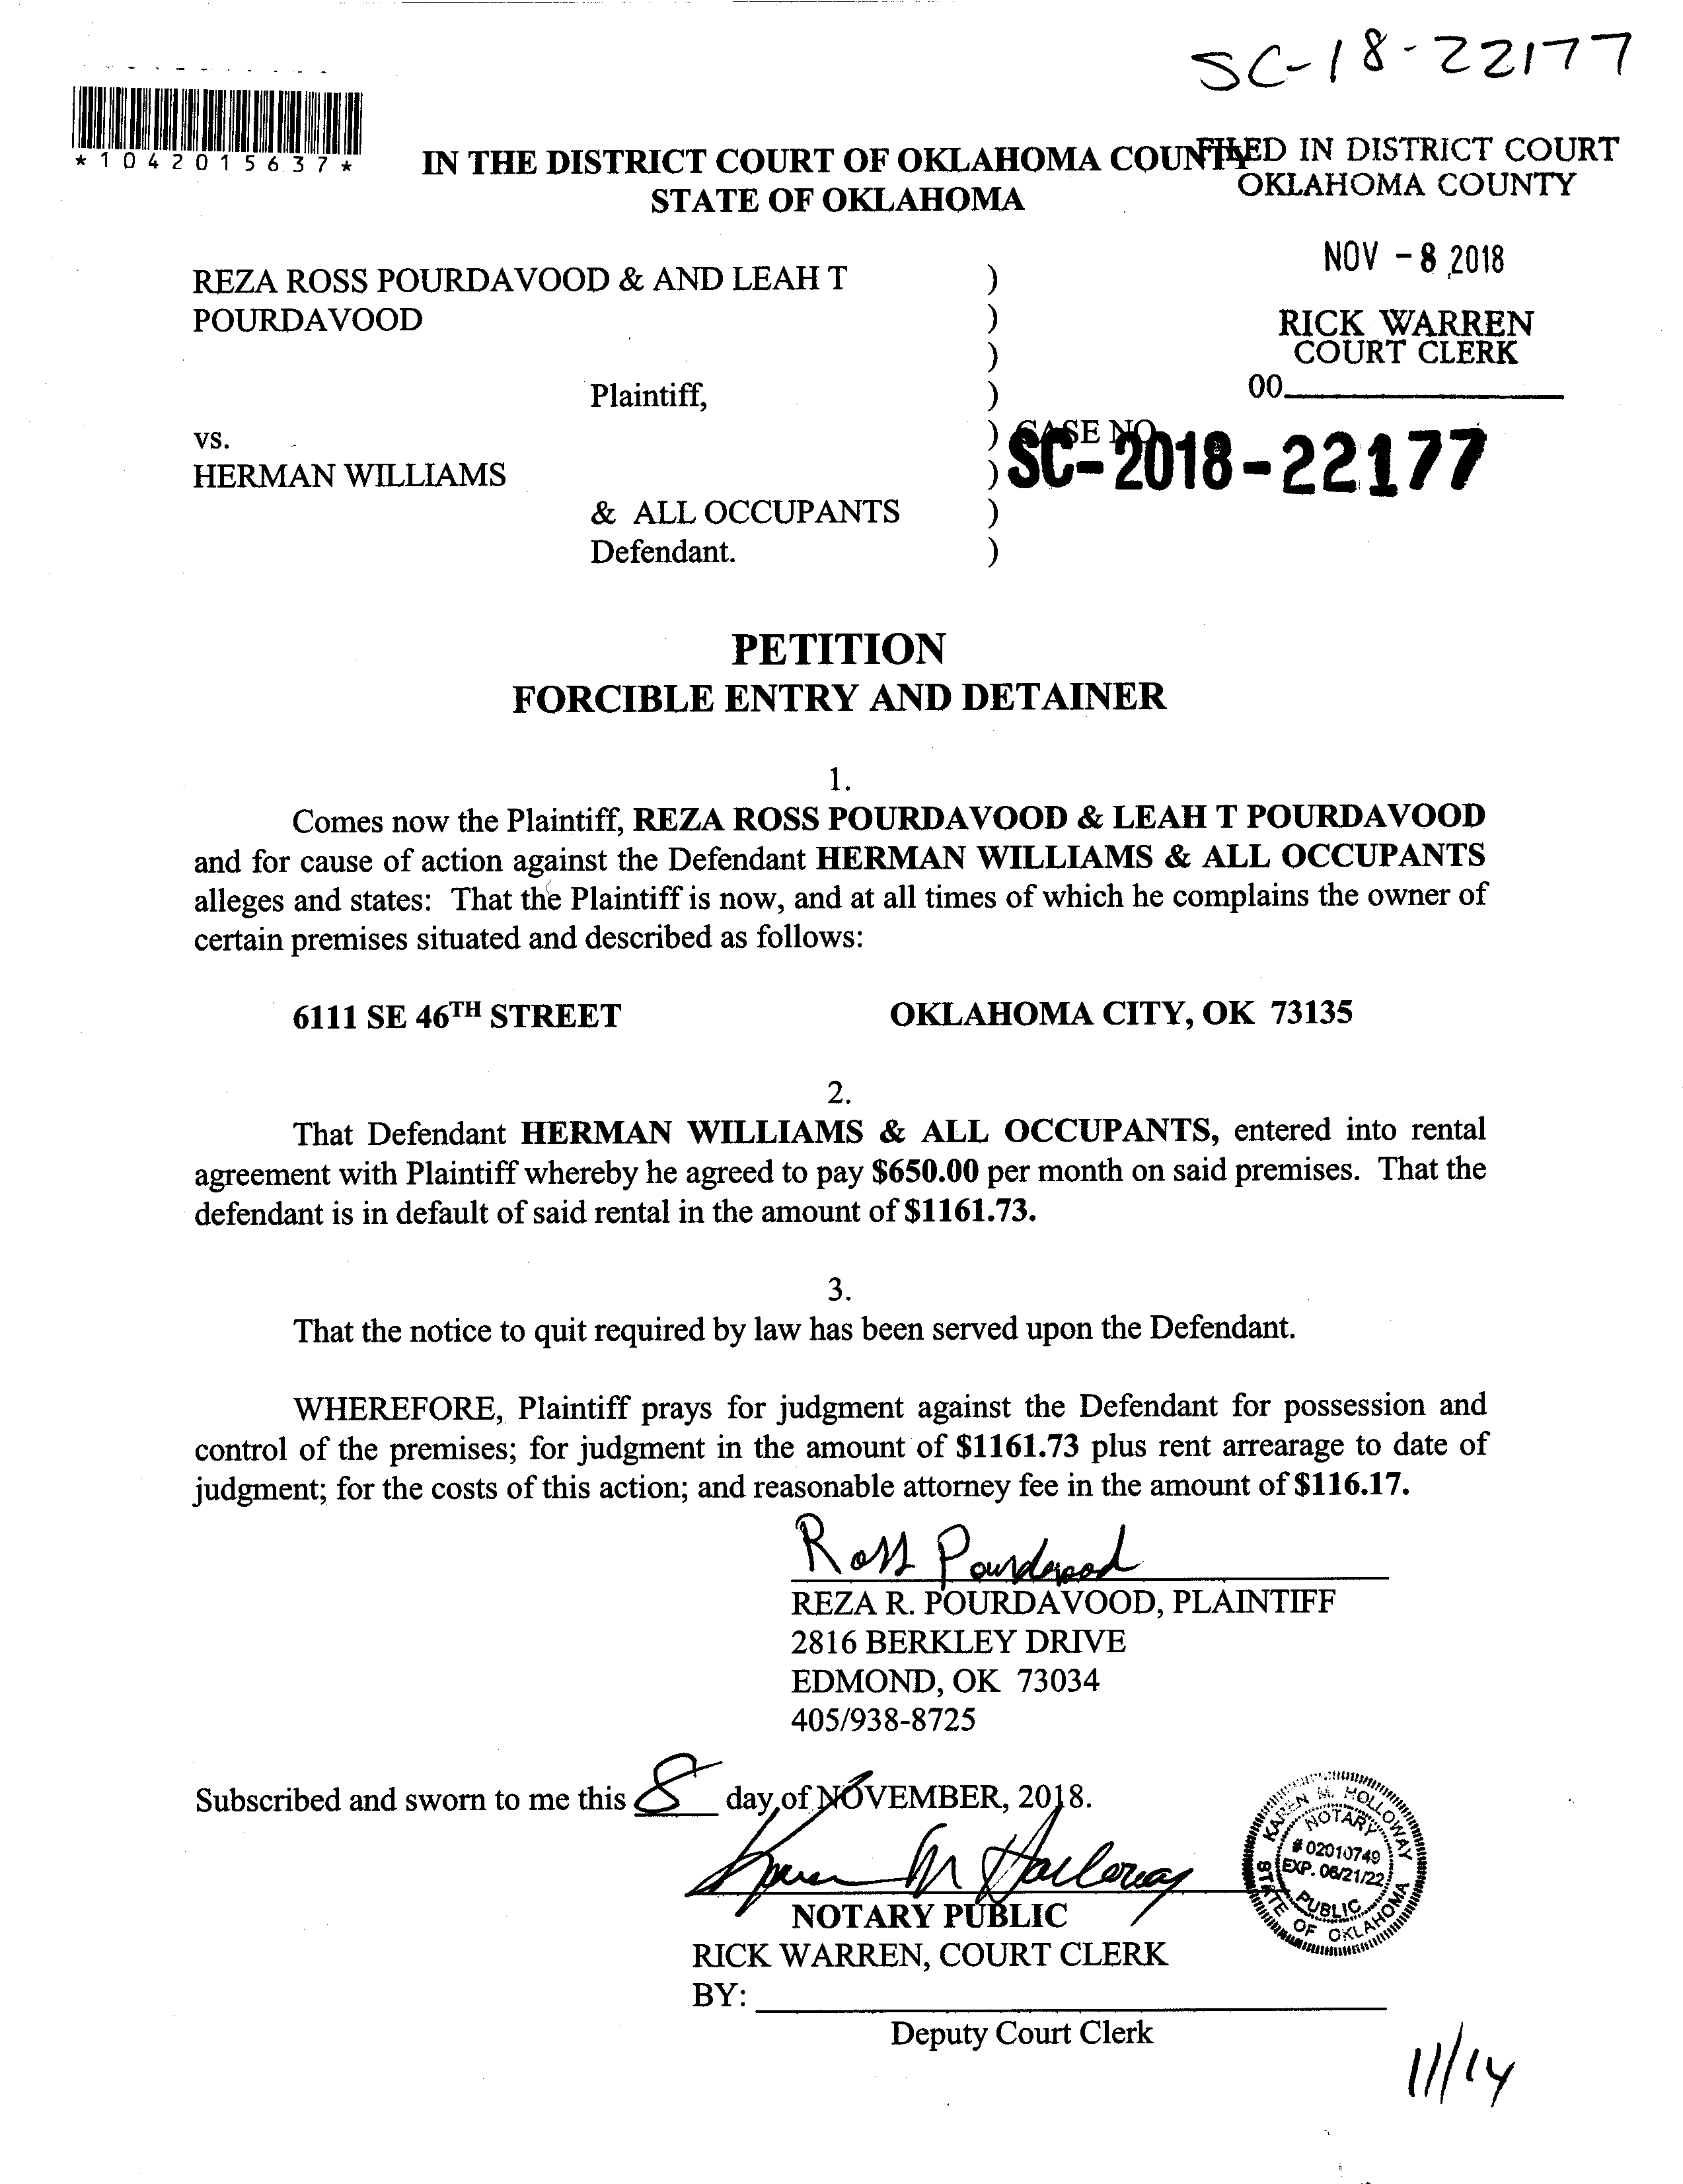 SC-18-22177
*1042015637*
IN THE DISTRICT COURT OF OKLAHOMA COUNTY
STATE OF OKLAHOMA
FILED IN DISTRICT COURT
OKLAHOMA COUNTY
NOV - 8 2018
RICK WARREN
COURT CLERK
00
REZA ROSS POURDAVOOD & AND LEAH T )
POURDAVOOD )
)
Plaintiff, )
vs. ) CASE NO.
SC-2018-22177
HERMAN WILLIAMS )
& ALL OCCUPANTS )
Defendant. )
PETITION
FORCIBLE ENTRY AND DETAINER
1.
Comes now the Plaintiff, REZA ROSS POURDAVOOD & LEAH T POURDAVOOD
and for cause of action against the Defendant HERMAN WILLIAMS & ALL OCCUPANTS
alleges and states: That the Plaintiff is now, and at all times of which he complains the owner of
certain premises situated and described as follows:
6111 SE 46TH STREET OKLAHOMA CITY, OK 73135
2.
That Defendant HERMAN WILLIAMS & ALL OCCUPANTS, entered into rental
agreement with Plaintiff whereby he agreed to pay $650.00 per month on said premises. That the
defendant is in default of said rental in the amount of $1161.73.
3.
That the notice to quit required by law has been served upon the Defendant.
WHEREFORE, Plaintiff prays for judgment against the Defendant for possession and
control of the premises; for judgment in the amount of $1161.73 plus rent arrearage to date of
judgment; for the costs of this action; and reasonable attorney fee in the amount of $116.17.
Ross Pourdavood
REZA R. POURDAVOOD, PLAINTIFF
2816 BERKLEY DRIVE
EDMOND, OK 73034
405/938-8725
Subscribed and sworn to me this 8 day of NOVEMBER, 2018.
Karen M Holloway
NOTARY PUBLIC
KAREN M. HOLLOWAY
NOTARY
# 02010749
EXP. 06/21/22
PUBLIC
STATE OF OKLAHOMA
RICK WARREN, COURT CLERK
BY:
Deputy Court Clerk
11/14